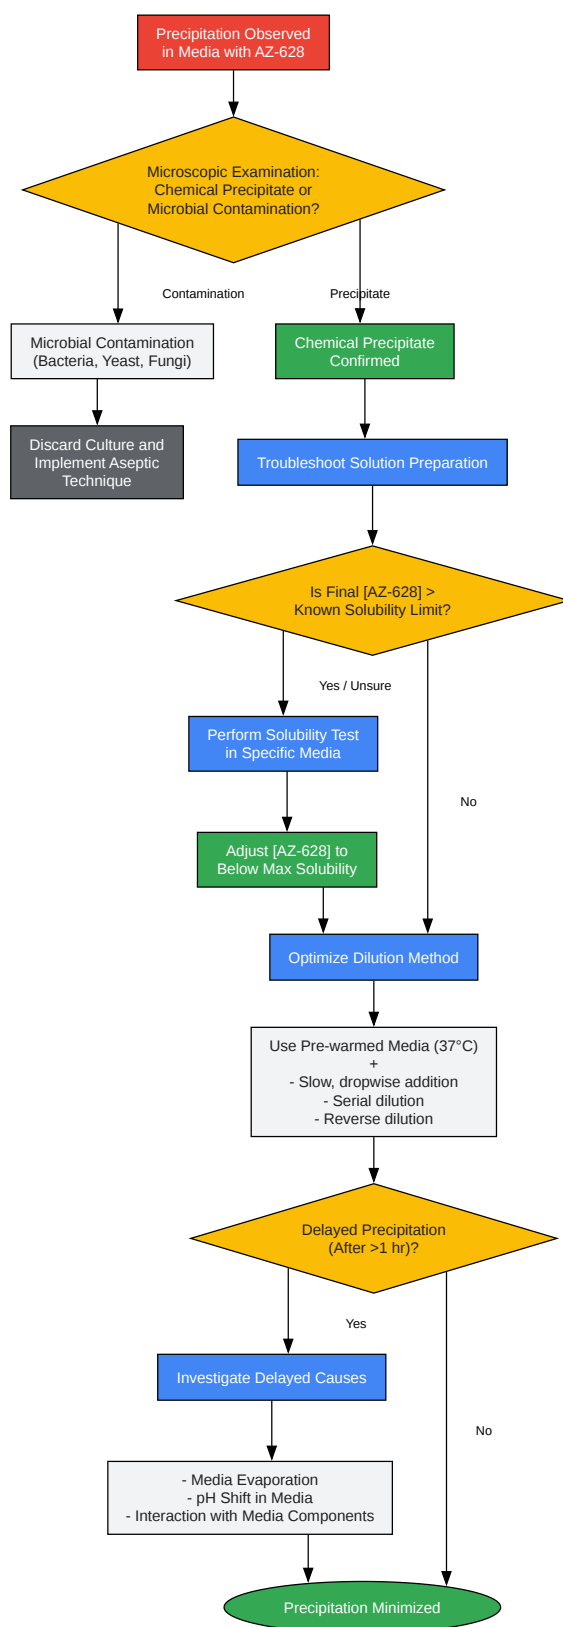 Precipitation Observed
in Media with AZ-628
Microscopic Examination:
Chemical Precipitate or
Microbial Contamination?
Contamination
Precipitate
Microbial Contamination
(Bacteria, Yeast, Fungi)
Chemical Precipitate
Confirmed
Discard Culture and
Implement Aseptic
Technique
Troubleshoot Solution Preparation
Is Final [AZ-628] >
Known Solubility Limit?
Yes / Unsure
Perform Solubility Test
in Specific Media
No
Adjust [AZ-628] to
Below Max Solubility
Optimize Dilution Method
Use Pre-warmed Media (37°C)
+
- Slow, dropwise addition
- Serial dilution
- Reverse dilution
Delayed Precipitation
(After >1 hr)?
Yes
Investigate Delayed Causes
No
- Media Evaporation
- pH Shift in Media
- Interaction with Media Components
Precipitation Minimized